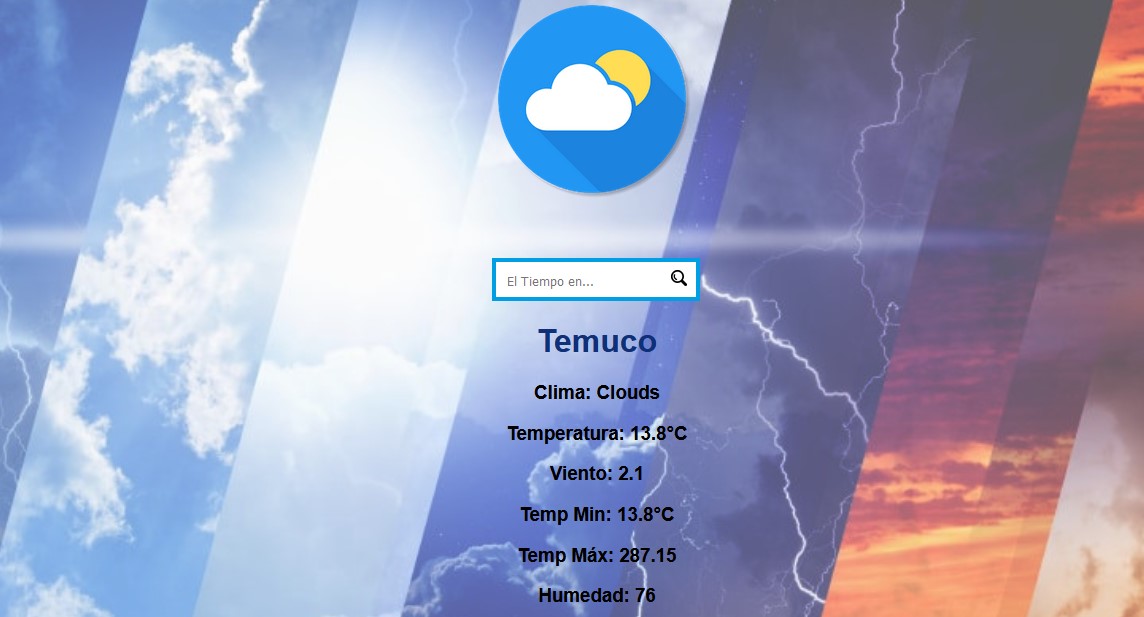 El Tiempo en...
Temuco
Clima: Clouds
Temperatura: 13.8°C
Viento: 2.1
Temp Min: 13.8°C
Temp Máx: 287.15
Humedad: 76